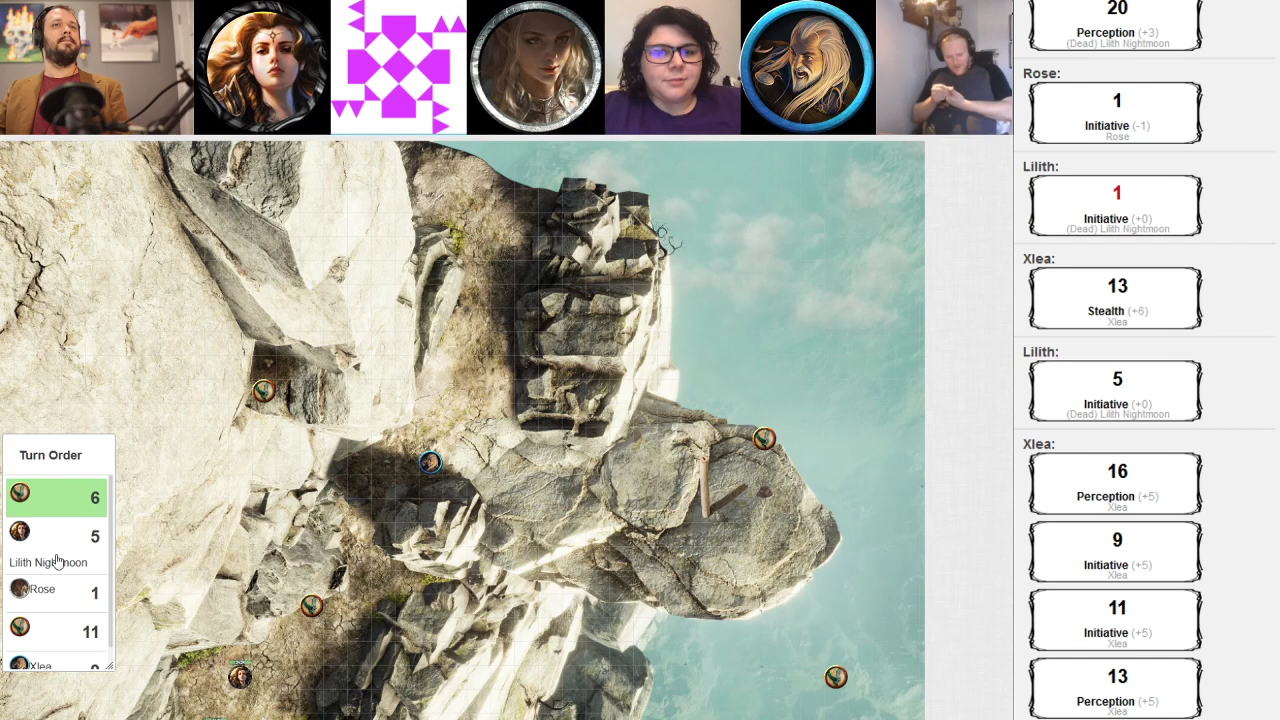 20
Perception (+3)
(Dead) Lilith Nightmoon
Rose:
1
Initiative (-1)
Rose
Lilith:
1
Initiative (+0)
(Dead) Lilith Nightmoon
Xlea:
13
Stealth (+6)
Xlea
Lilith:
5
Initiative (+0)
(Dead) Lilith Nightmoon
Xlea:
16
Perception (+5)
Xlea
9
Initiative (+5)
Xlea
11
Initiative (+5)
Xlea
13
Perception (+5)
Xlea
Turn Order
6
5
Lilith Nightmoon
Rose
1
11
Xlea
9